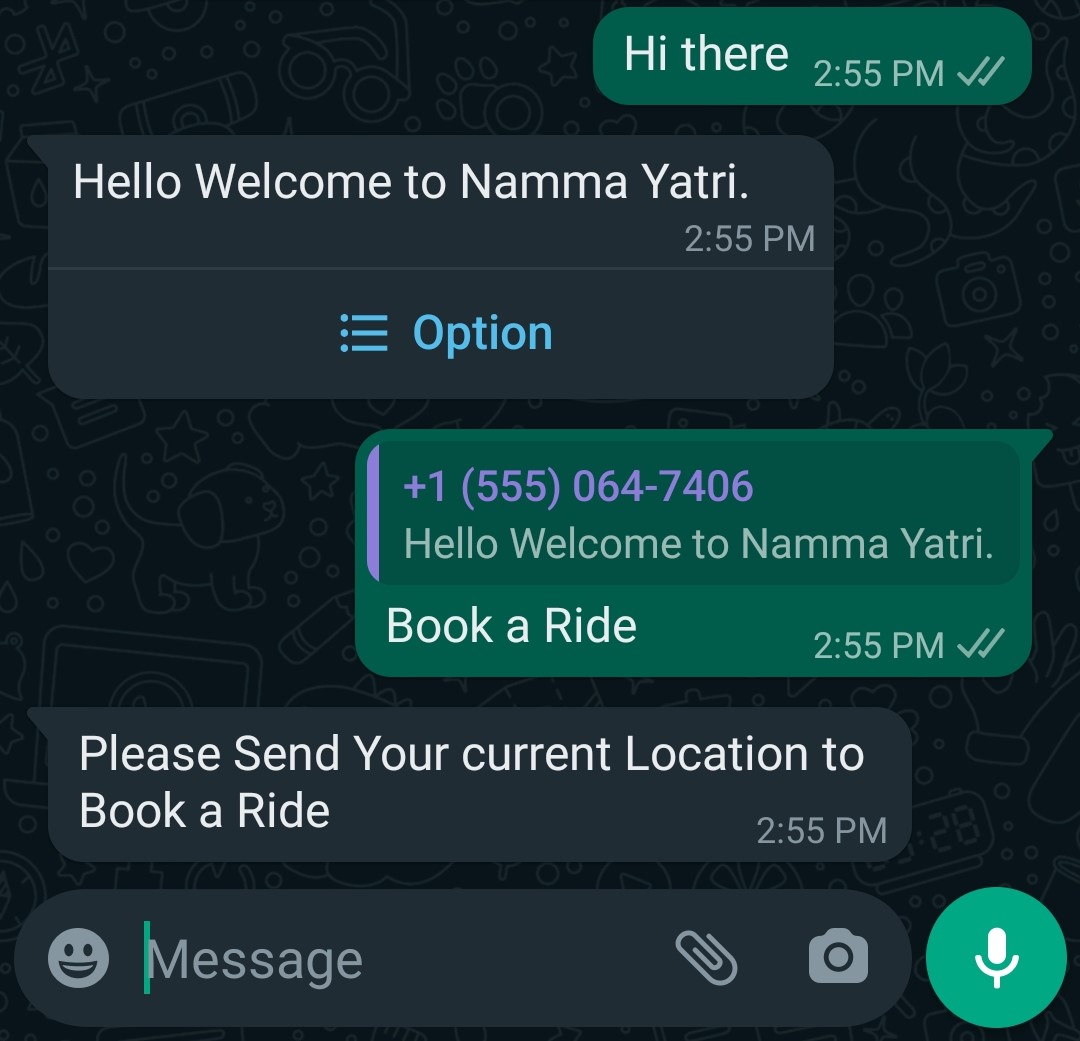 Hi there
2:55 PM
Hello Welcome to Namma Yatri.
2:55 PM
Option
+1 (555) 064-7406
Hello Welcome to Namma Yatri.
Book a Ride
2:55 PM
Please Send Your current Location to
Book a Ride
2:55 PM
Message